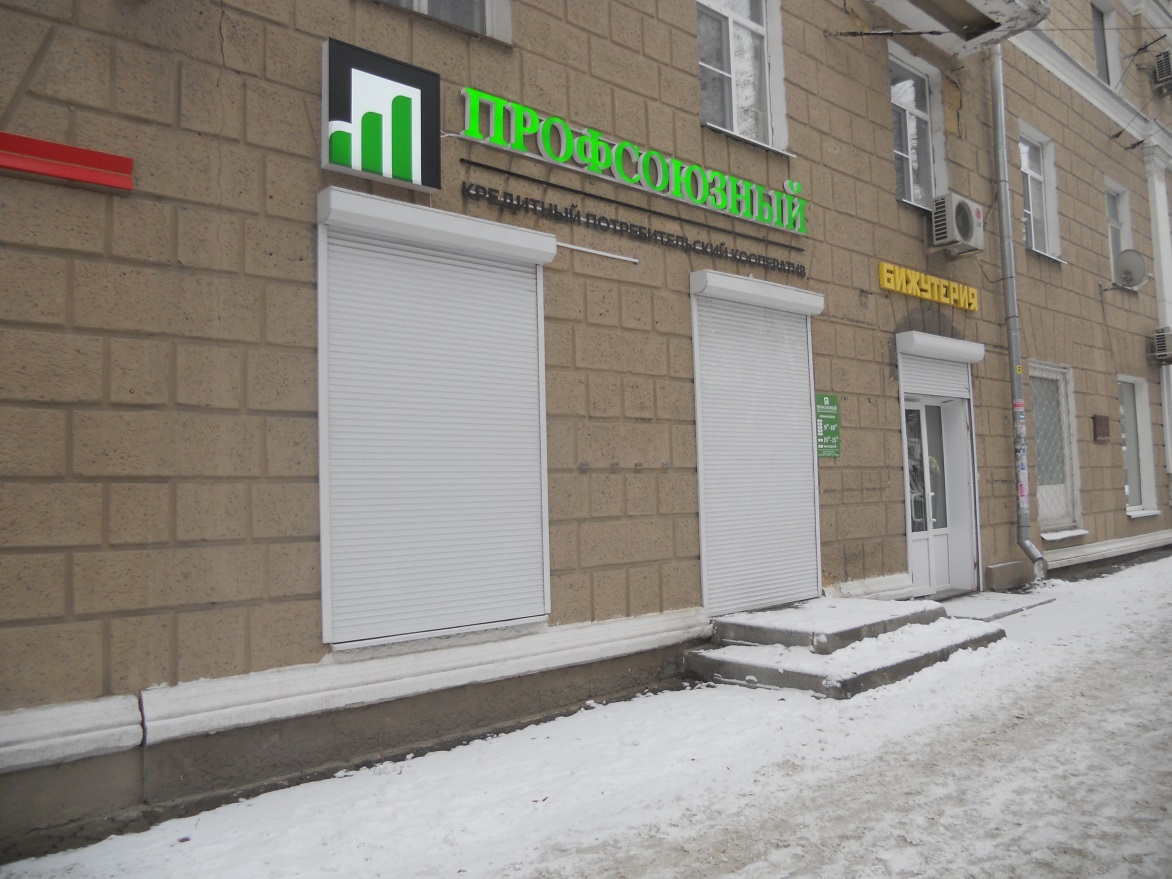 ПРОФСОЮЗНЫЙ
КРЕДИТНЫЙ ПОТРЕБИТЕЛЬСКИЙ КООПЕРАТИВ
БИЖУТЕРИЯ